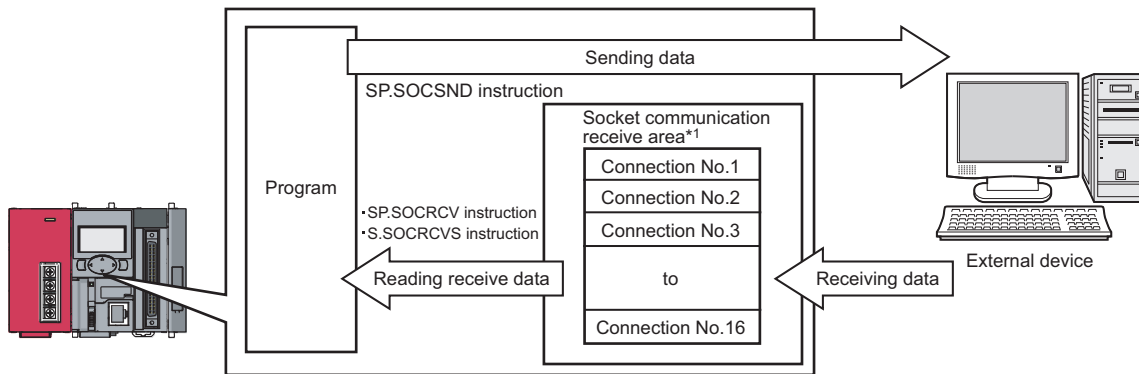 Sending data
SP.SOCSND instruction
Socket communication
receive area*1
Connection No.1
Connection No.2
Connection No.3
to
Connection No.16
Program
・SP.SOCRCV instruction
・S.SOCRCVS instruction
Reading receive data
Receiving data
External device